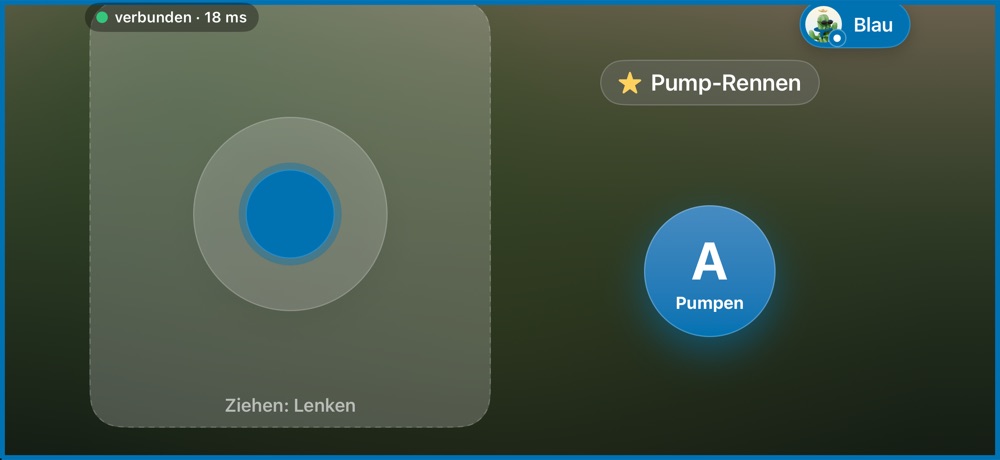 verbunden · 18 ms
Blau
Pump-Rennen
A
Pumpen
Ziehen: Lenken